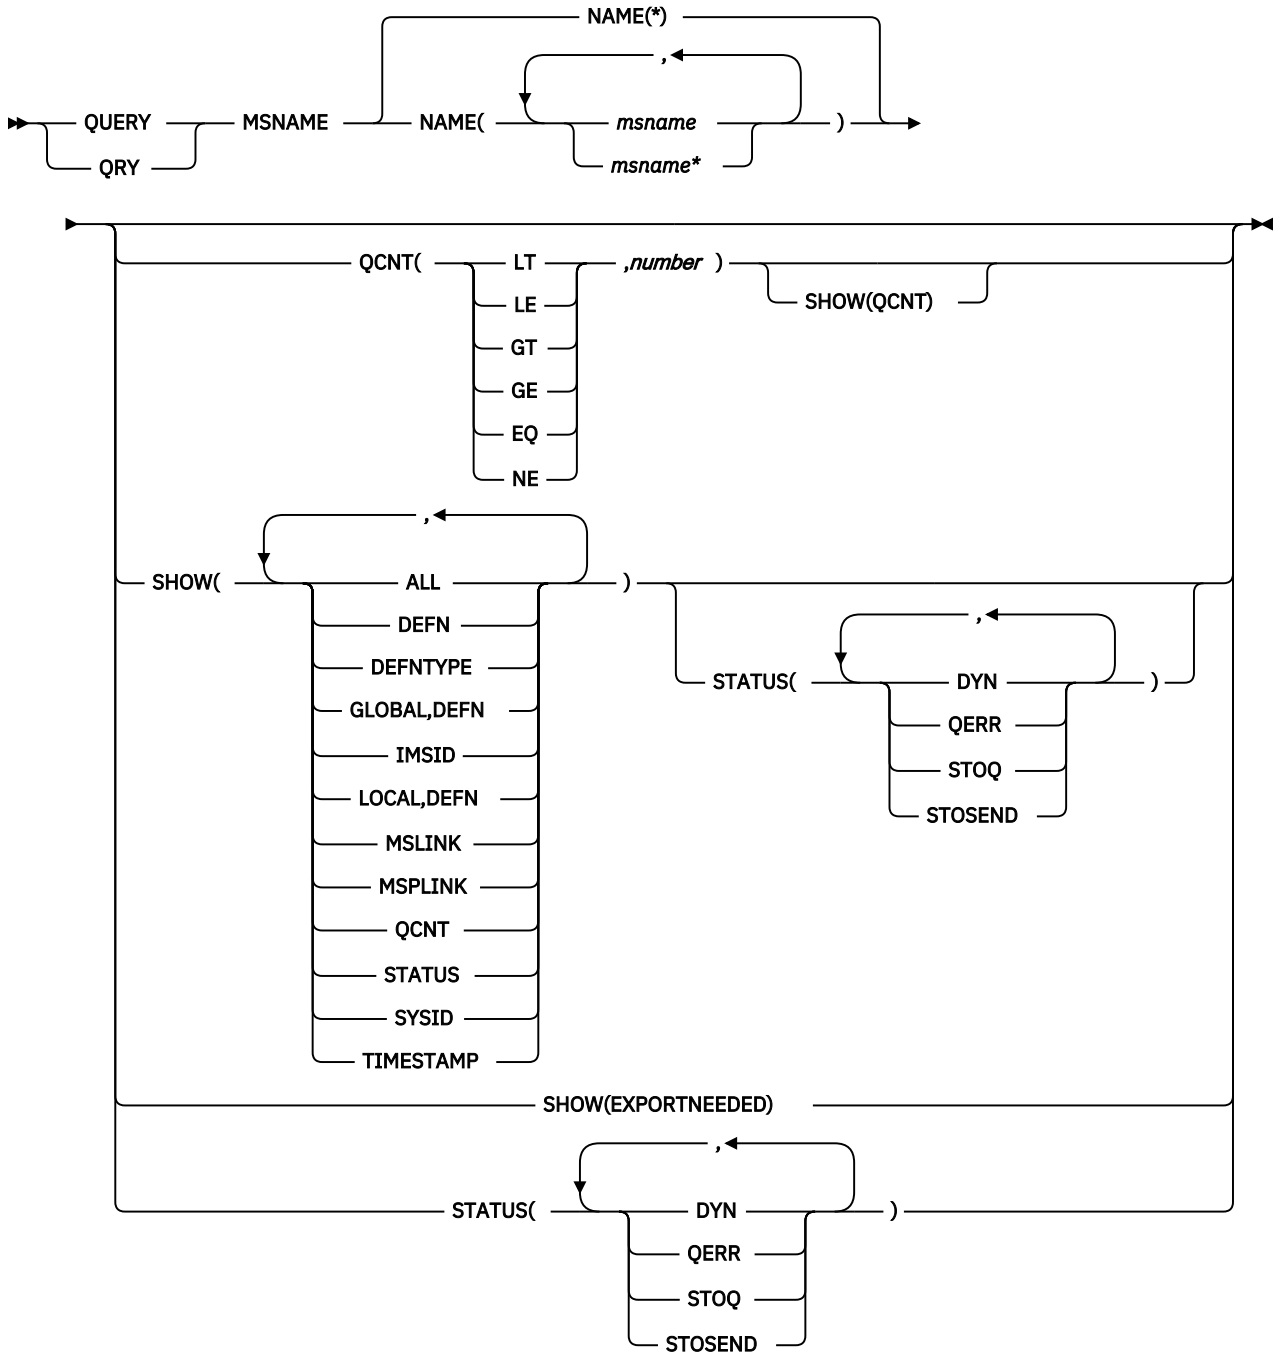 NAME(*)
,
QUERY MSNAME NAME( msname )
QRY msname*
QCNT( LT ,number )
LE SHOW(QCNT)
GT
GE
EQ
NE
,
SHOW( ALL )
DEFN ,
DEFNTYPE STATUS( DYN )
GLOBAL,DEFN QERR
IMSID STOQ
LOCAL,DEFN STOSEND
MSLINK
MSPLINK
QCNT
STATUS
SYSID
TIMESTAMP
SHOW(EXPORTNEEDED)
,
STATUS( DYN )
QERR
STOQ
STOSEND